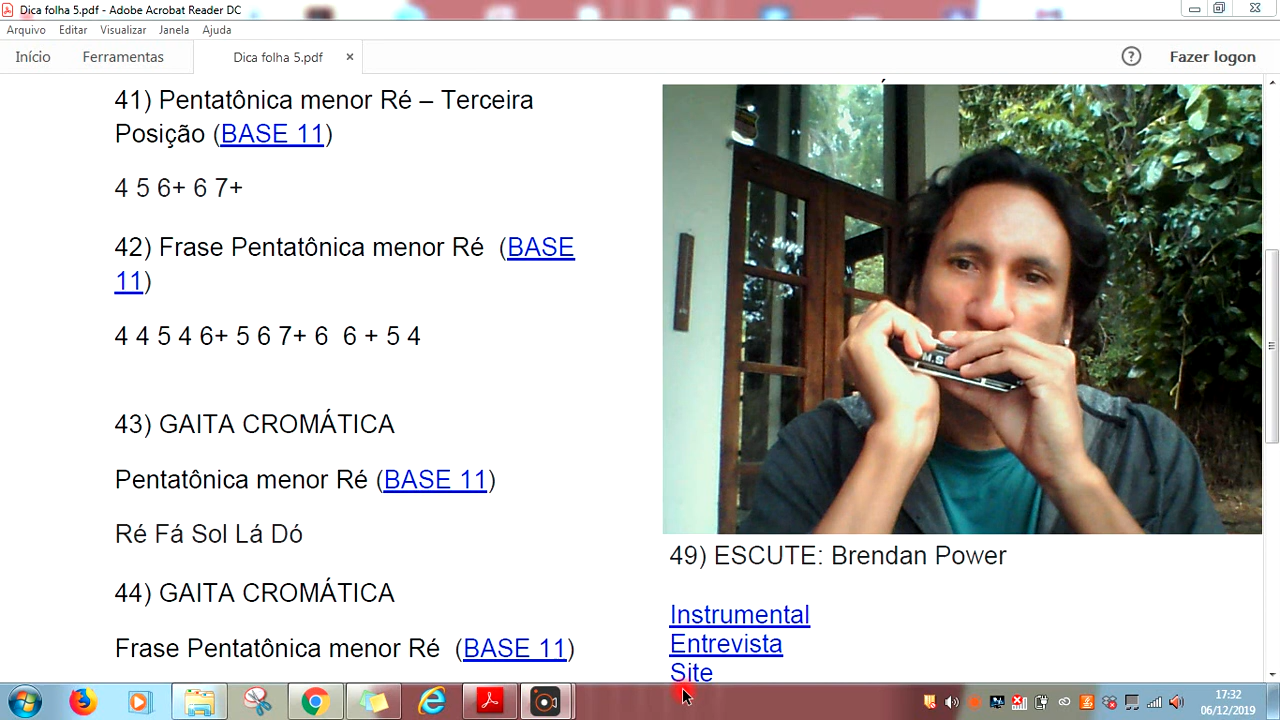 Dica folha 5.pdf - Adobe Acrobat Reader DC
Arquivo Editar Visualizar Janela Ajuda
Início Ferramentas Dica folha 5.pdf × ? Fazer logon
41) Pentatônica menor Ré – Terceira
Posição (BASE 11)
4 5 6+ 6 7+
42) Frase Pentatônica menor Ré (BASE
11)
4 4 5 4 6+ 5 6 7+ 6 6 + 5 4
43) GAITA CROMÁTICA
Pentatônica menor Ré (BASE 11)
Ré Fá Sol Lá Dó
44) GAITA CROMÁTICA
Frase Pentatônica menor Ré (BASE 11)
M.S
49) ESCUTE: Brendan Power
Instrumental
Entrevista
Site
17:32
06/12/2019